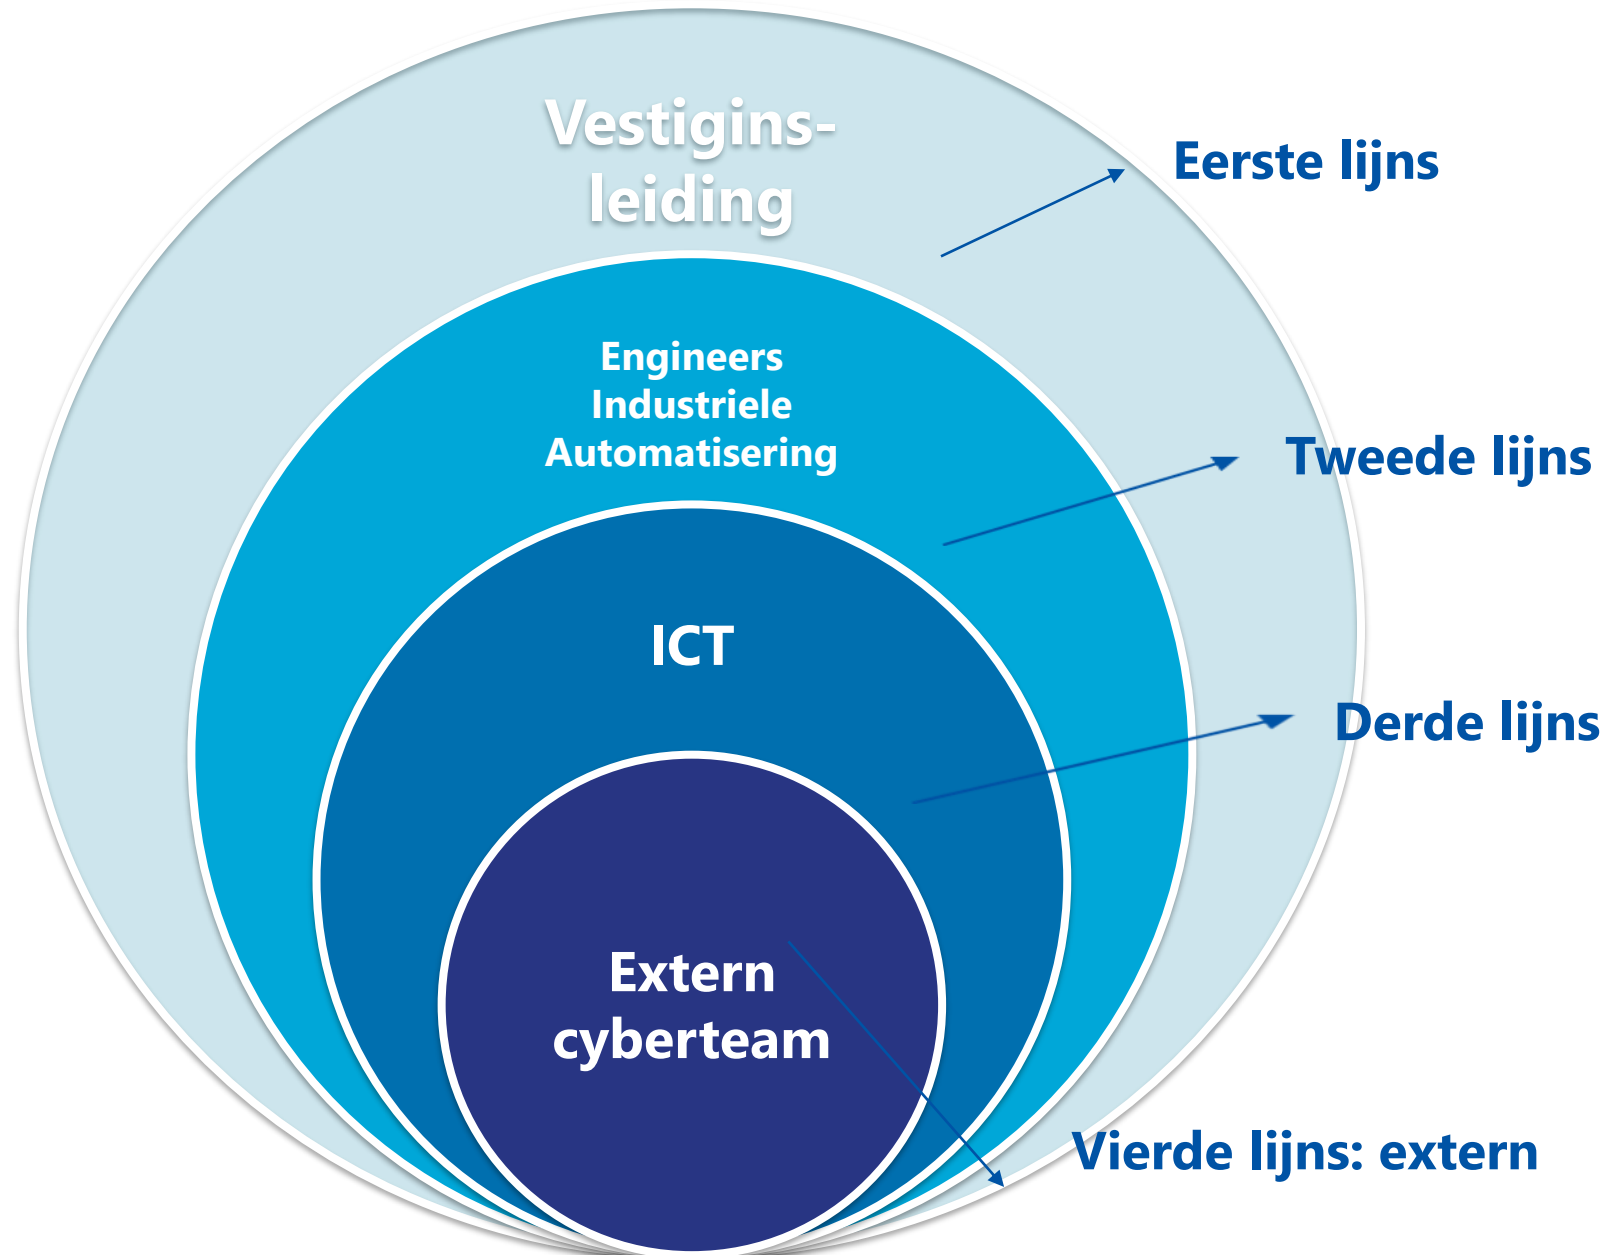 Vestigins-
leiding
Eerste lijns
Engineers
Industriele
Automatisering
Tweede lijns
ICT
Derde lijns
Extern
cyberteam
Vierde lijns: extern